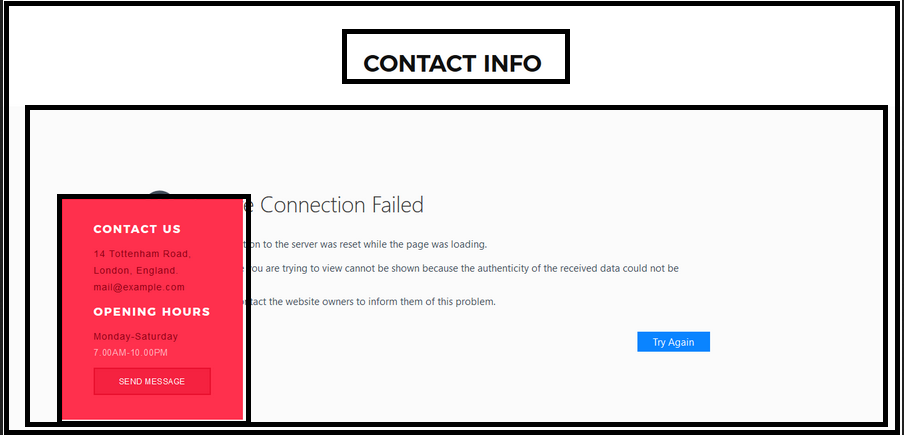 CONTACT INFO
e Connection Failed
tion to the server was reset while the page was loading.
you are trying to view cannot be shown because the authenticity of the received data could not be
ntact the website owners to inform them of this problem.
Try Again
CONTACT US
14 Tottenham Road,
London, England.
mail@example.com
OPENING HOURS
Monday-Saturday
7.00AM-10.00PM
SEND MESSAGE